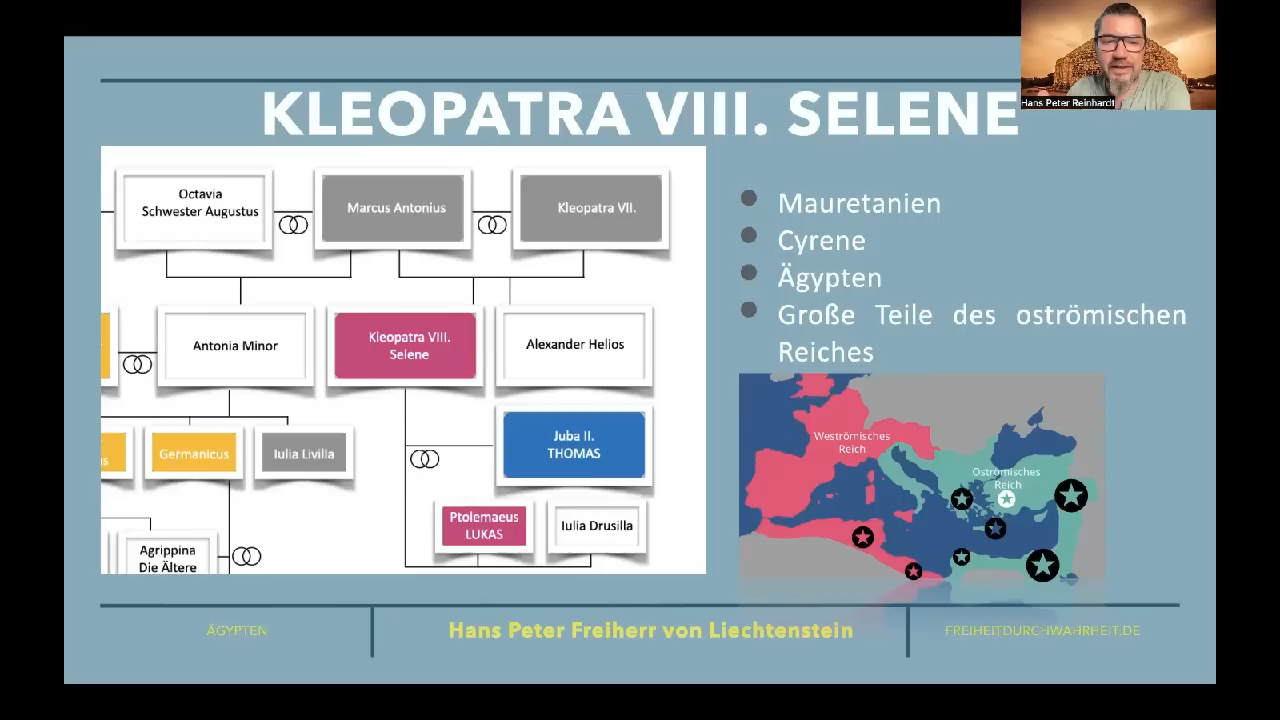 Hans Peter Reinhardt
KLEOPATRA VIII. SELENE
Octavia
Schwester Augustus
Marcus Antonius
Kleopatra VII.
Antonia Minor
Kleopatra VIII.
Selene
Alexander Helios
Juba II.
THOMAS
Germanicus
Iulia Livilla
Ptolemaeus
LUKAS
Iulia Drusilla
Agrippina
Die Ältere
Mauretanien
Cyrene
Ägypten
Große Teile des oströmischen
Reiches
Weströmisches
Reich
Oströmisches
Reich
ÄGYPTEN
Hans Peter Freiherr von Liechtenstein
FREIHEITDURCHWAHRHEIT.DE